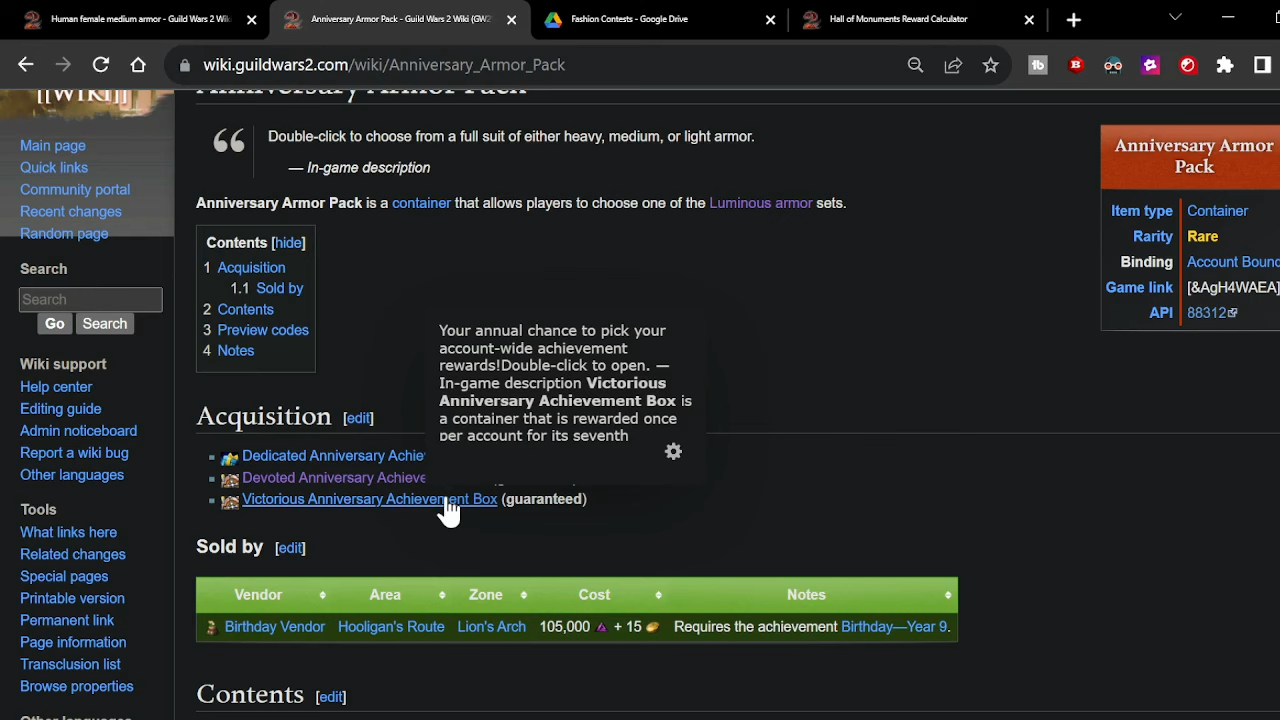 Human female medium armor - Guild Wars 2 Wi
Anniversary Armor Pack - Guild Wars 2 Wiki (GW2
Fashion Contests - Google Drive
Hall of Monuments Reward Calculator
wiki.guildwars2.com/wiki/Anniversary_Armor_Pack
[[WIKI]]
Anniversary Armor Pack
Main page
Quick links
Community portal
Recent changes
Random page
Search
Search
Go Search
Wiki support
Help center
Editing guide
Admin noticeboard
Report a wiki bug
Other languages
Tools
What links here
Related changes
Special pages
Printable version
Permanent link
Page information
Transclusion list
Browse properties
Other languages
Double-click to choose from a full suit of either heavy, medium, or light armor.
— In-game description
Anniversary Armor Pack is a container that allows players to choose one of the Luminous armor sets.
Contents [hide]
1 Acquisition
1.1 Sold by
2 Contents
3 Preview codes
4 Notes
Your annual chance to pick your
account-wide achievement
rewards!Double-click to open. —
In-game description Victorious
Anniversary Achievement Box is
a container that is rewarded once
per account for its seventh
Acquisition [edit]
Dedicated Anniversary Achie
Devoted Anniversary Achieve
Victorious Anniversary Achievement Box (guaranteed)
Sold by [edit]
Vendor Area Zone Cost Notes
Birthday Vendor Hooligan's Route Lion's Arch 105,000 + 15 Requires the achievement Birthday—Year 9.
Contents [edit]
Anniversary Armor
Pack
Item type Container
Rarity Rare
Binding Account Bound
Game link [&AgH4WAEA]
API 88312
tb
B